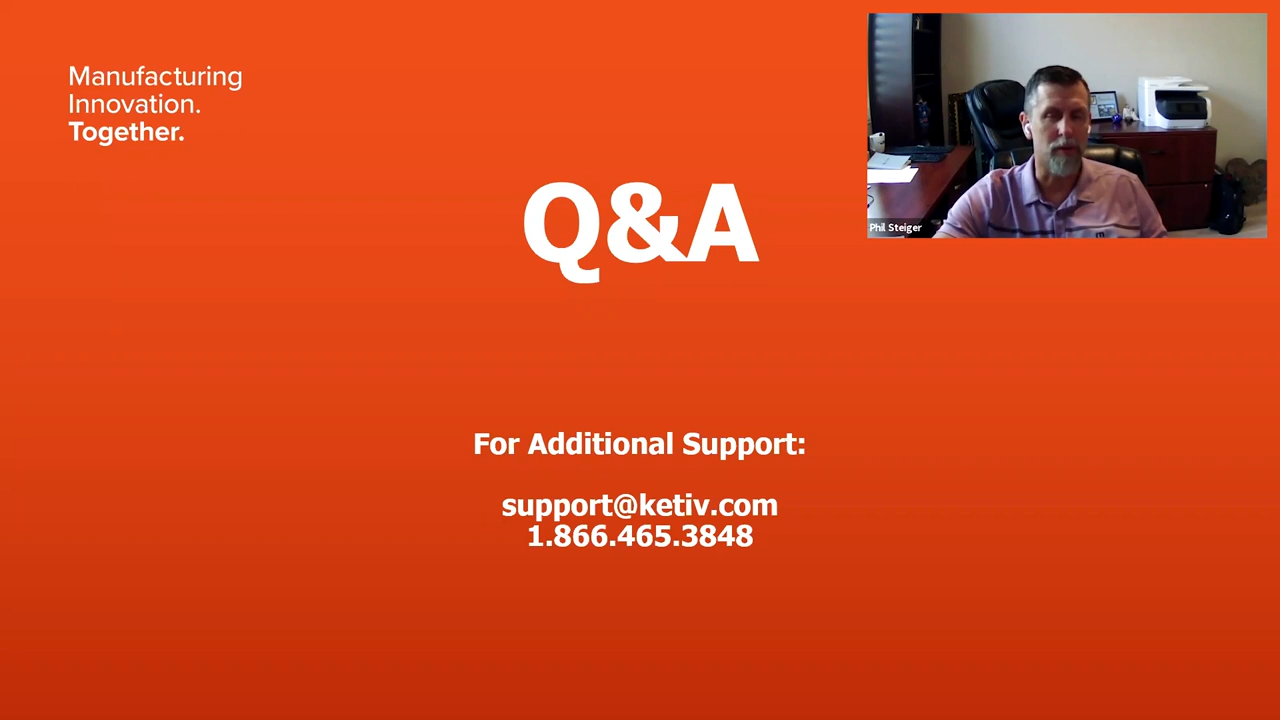 Manufacturing
Innovation.
Together.
Q&A
Phil Steiger
For Additional Support:
support@ketiv.com
1.866.465.3848